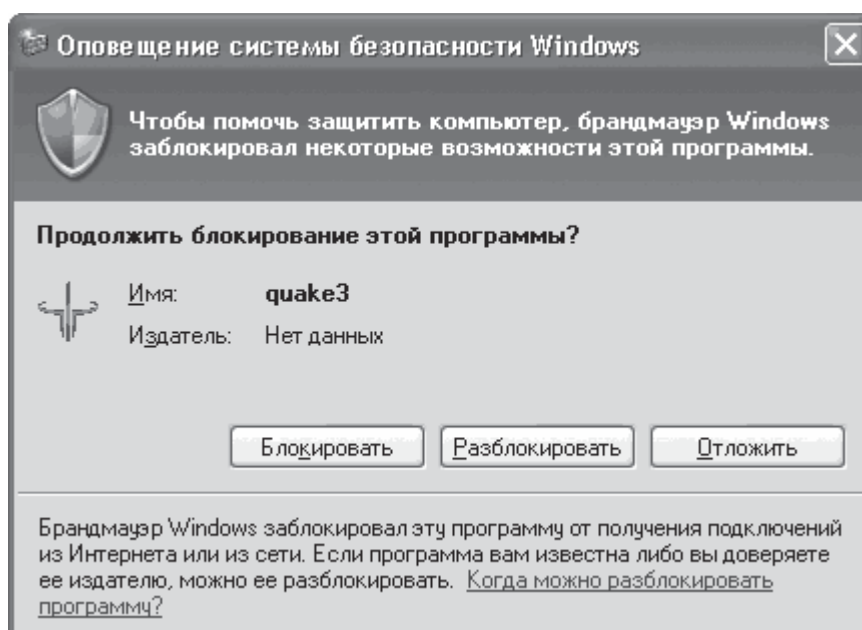 Оповещение системы безопасности Windows
Чтобы помочь защитить компьютер, брандмауэр Windows
заблокировал некоторые возможности этой программы.
Продолжить блокирование этой программы?
Имя: quake3
Издатель: Нет данных
Блокировать Разблокировать Отложить
Брандмауэр Windows заблокировал эту программу от получения подключений
из Интернета или из сети. Если программа вам известна либо вы доверяете
ее издателю, можно ее разблокировать. Когда можно разблокировать
программу?